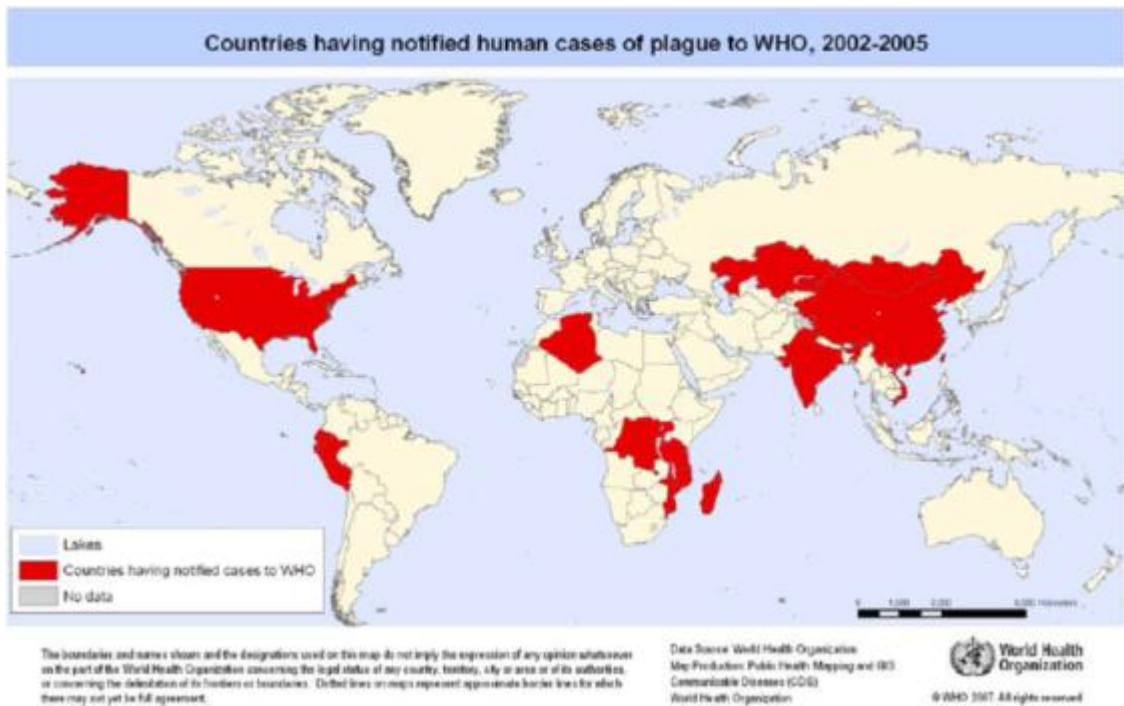 Countries having notified human cases of plague to WHO, 2002-2005
Lakes
Countries having notified cases to WHO
No data
0 1,000 2,000 Kilometers
The boundaries and names shown and the designations used on this map do not imply the expression of any opinion whatsoever
on the part of the World Health Organization concerning the legal status of any country, territory, city or area or of its authorities,
or concerning the delimitation of its frontiers or boundaries. Dotted lines on maps represent approximate border lines for which
there may not yet be full agreement.
Data Source: World Health Organization
Map Production: Public Health Mapping and GIS
Communicable Diseases (CDS)
World Health Organization
World Health
Organization
© WHO 2007. All rights reserved